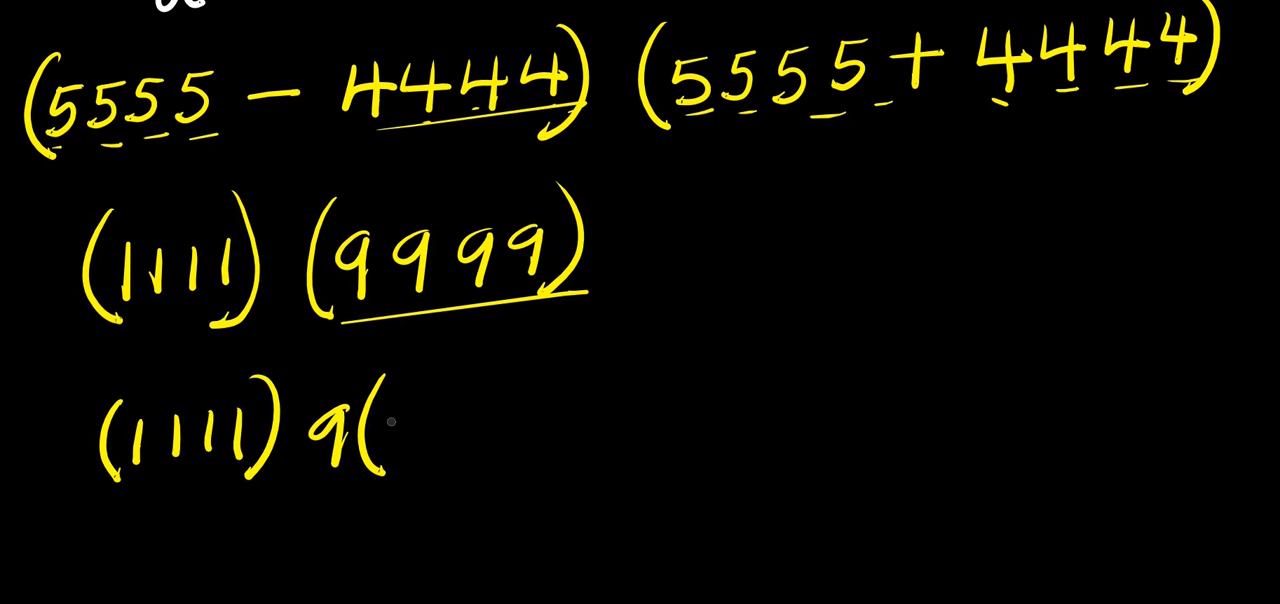 (5555 - 4444) (5555 + 4444)
(1111) (9999)
(1111) 9(